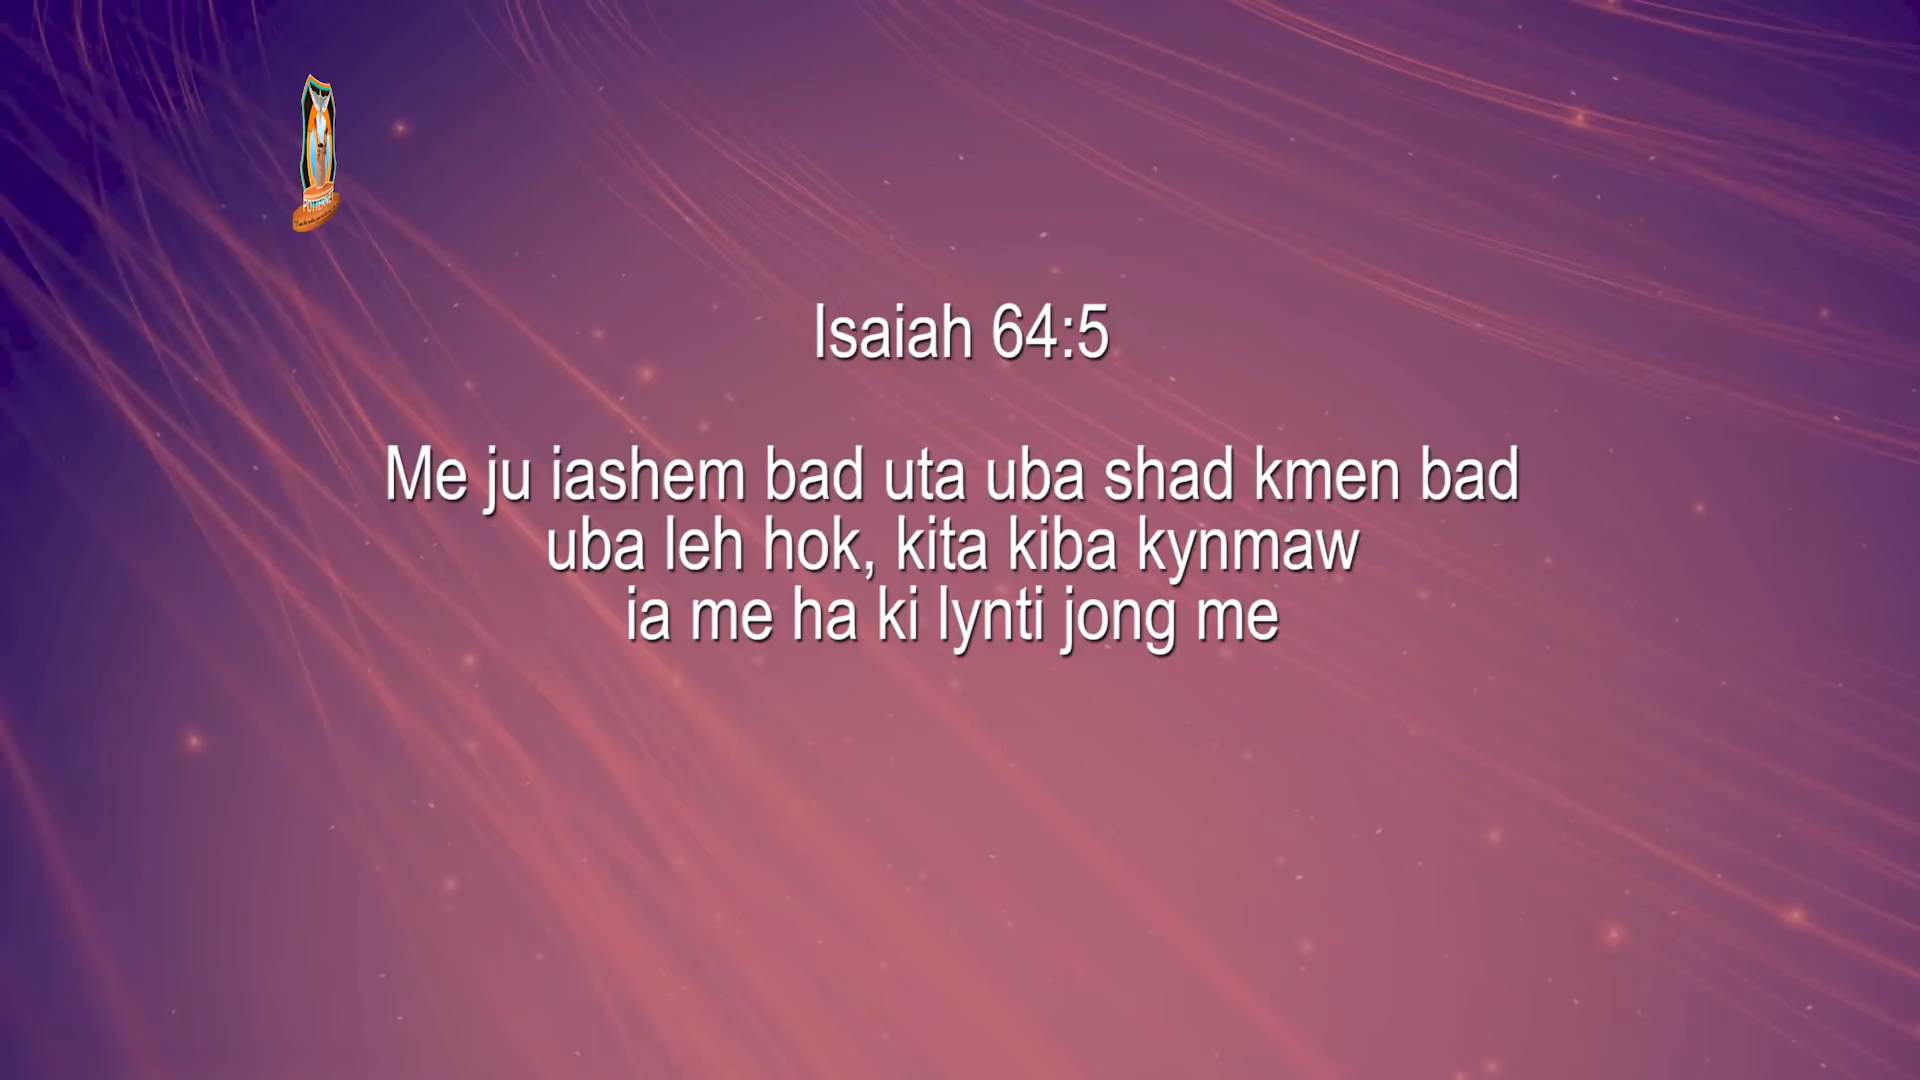 POTTERNE
Isaiah 64:5
Me ju iashem bad uta uba shad kmen bad
uba leh hok, kita kiba kynmaw
ia me ha ki lynti jong me